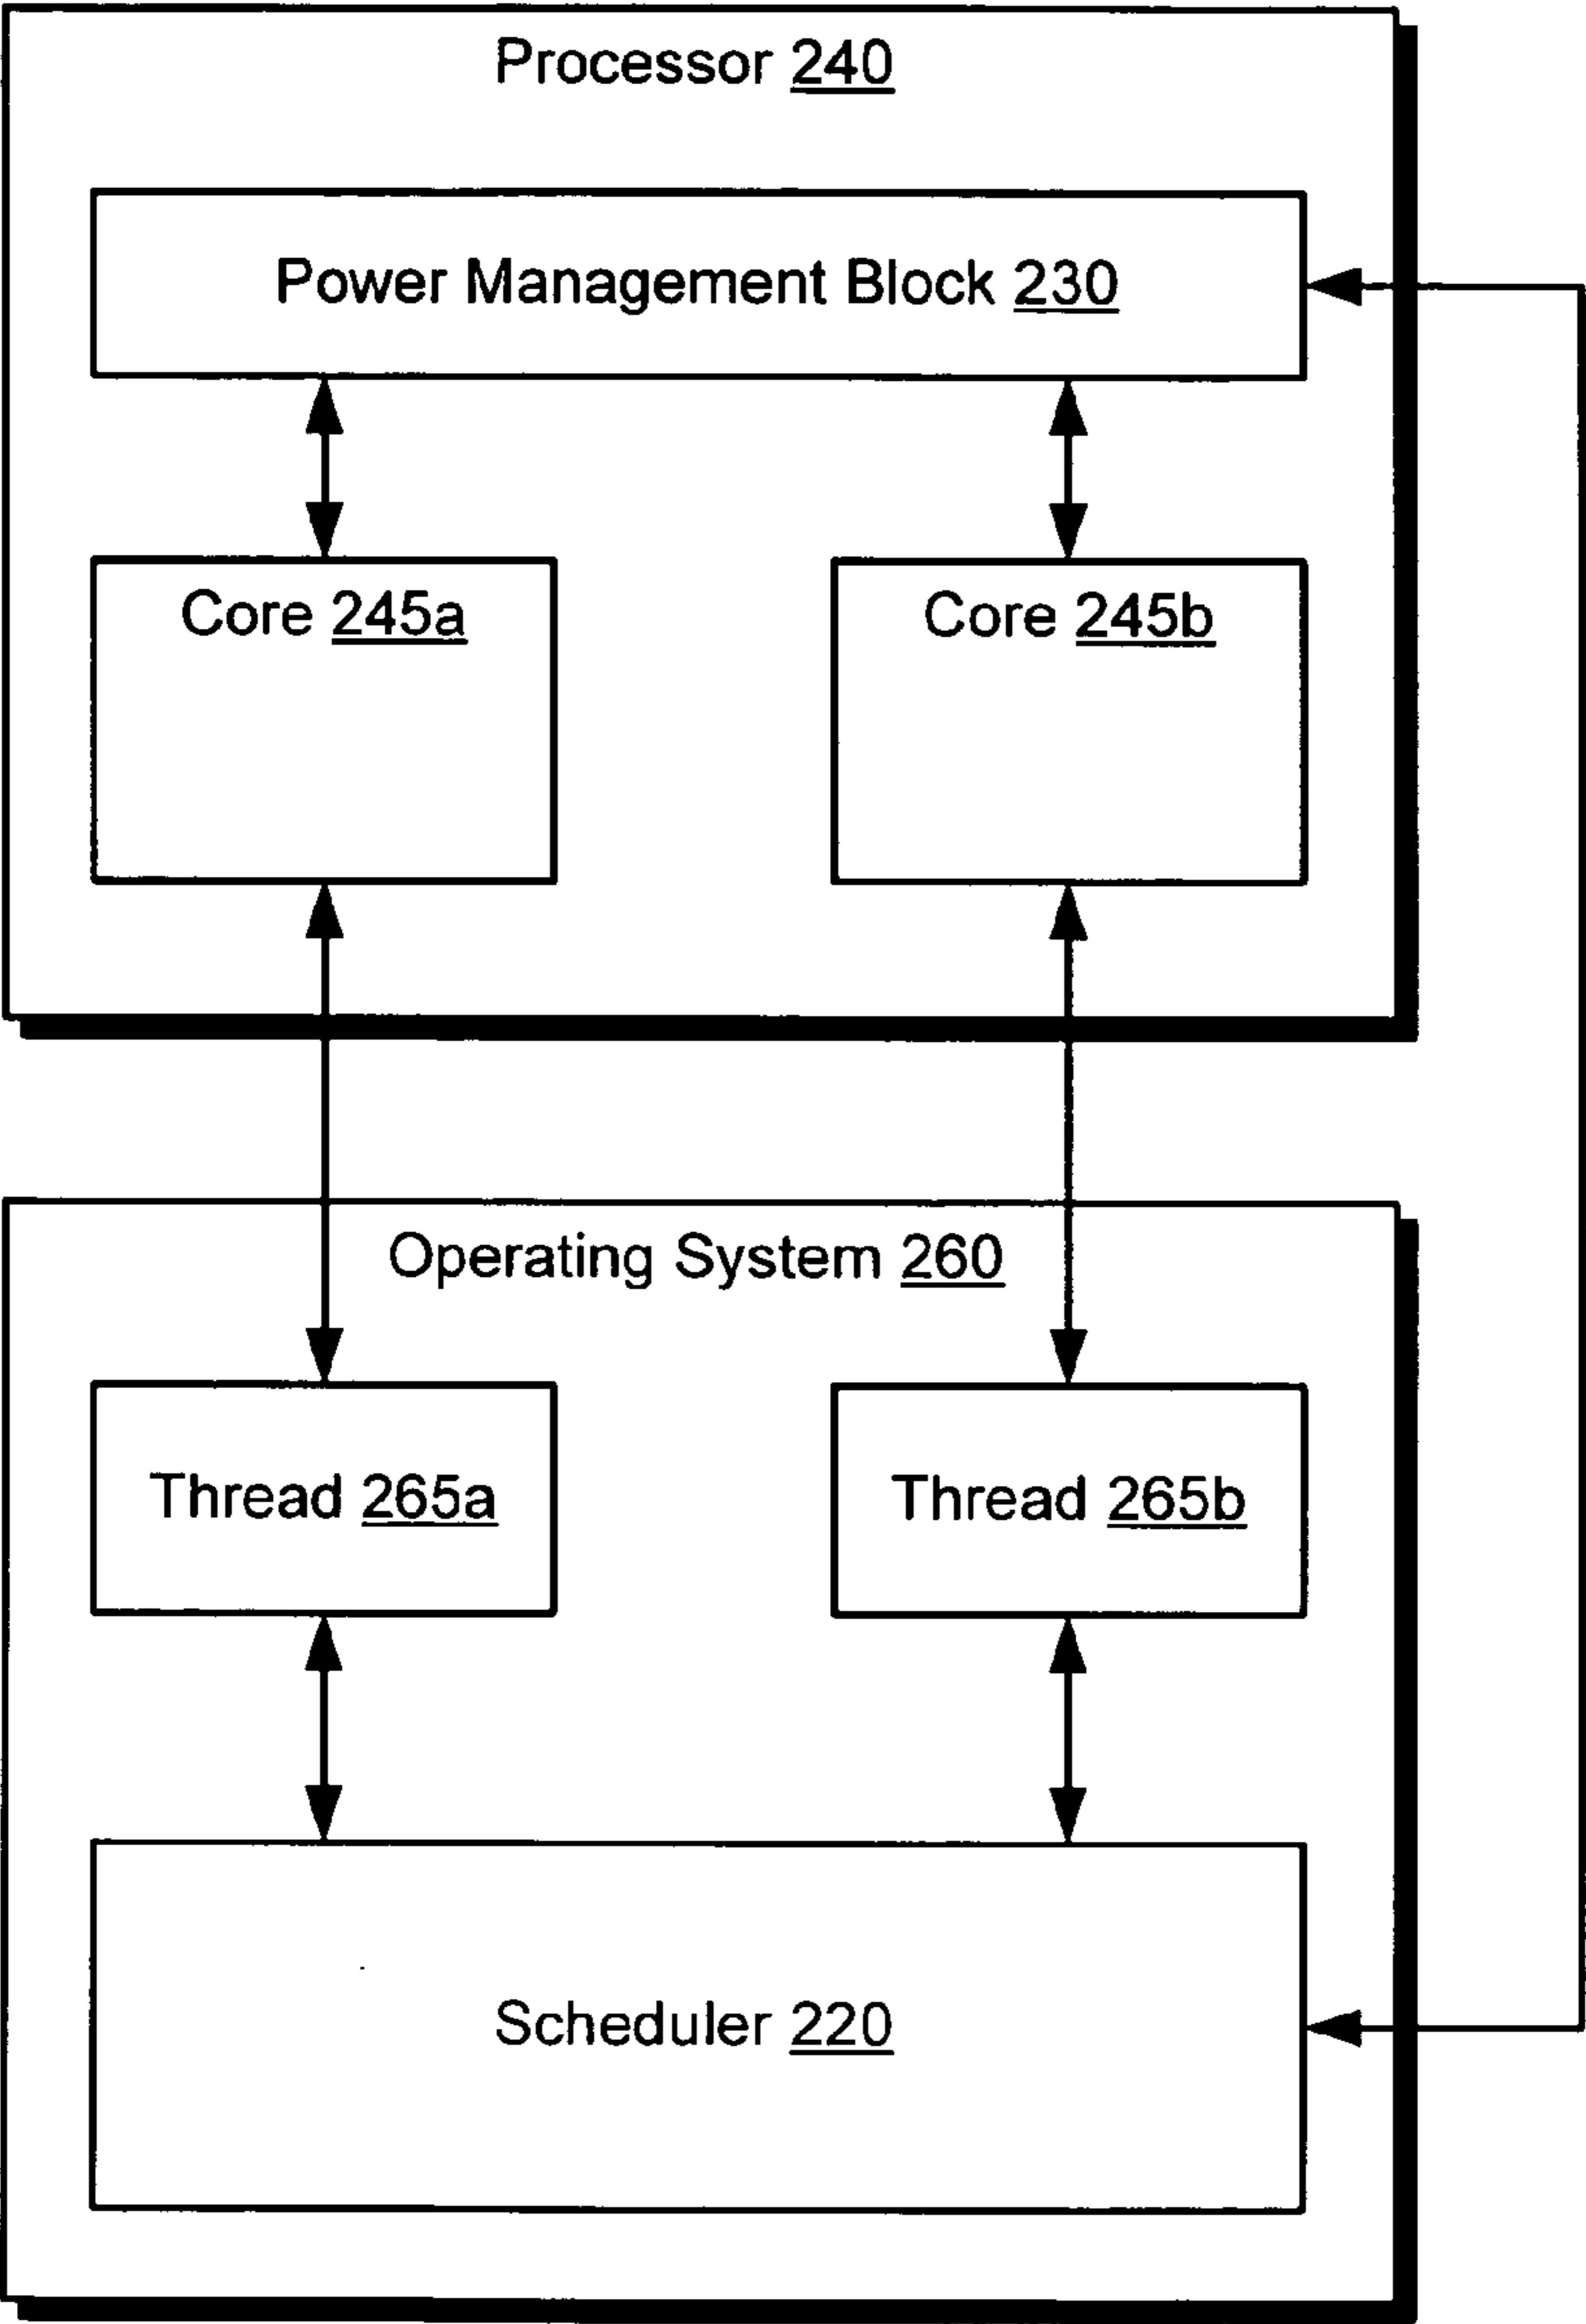 Processor 240
Power Management Block 230
Core 245a
Core 245b
Operating System 260
Thread 265a
Thread 265b
Scheduler 220